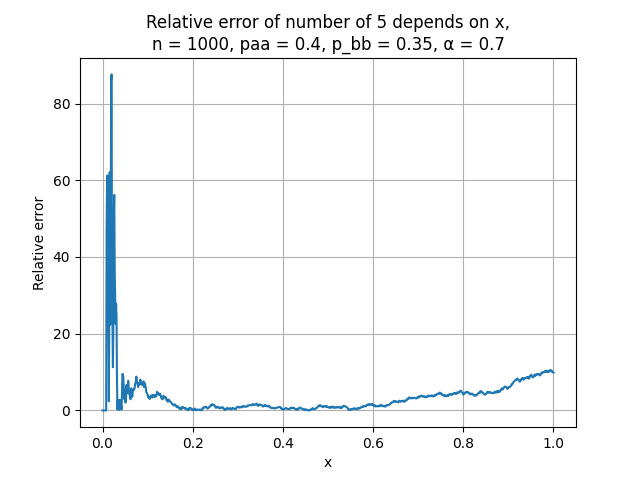 Relative error of number of 5 depends on x,
n = 1000, paa = 0.4, p_bb = 0.35, α = 0.7
Relative error
80
60
40
20
0
0.0 0.2 0.4 0.6 0.8 1.0
x